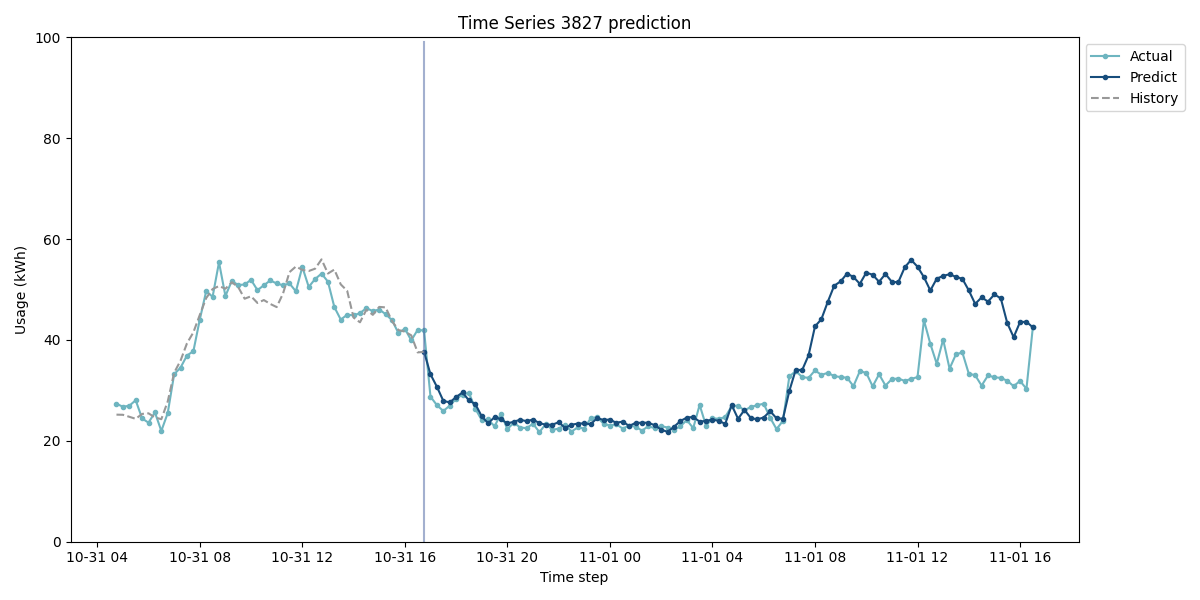 Time Series 3827 prediction
100
80
60
40
20
0
Usage (kWh)
10-31 04
10-31 08
10-31 12
10-31 16
10-31 20
11-01 00
11-01 04
11-01 08
11-01 12
11-01 16
Time step
Actual
Predict
History